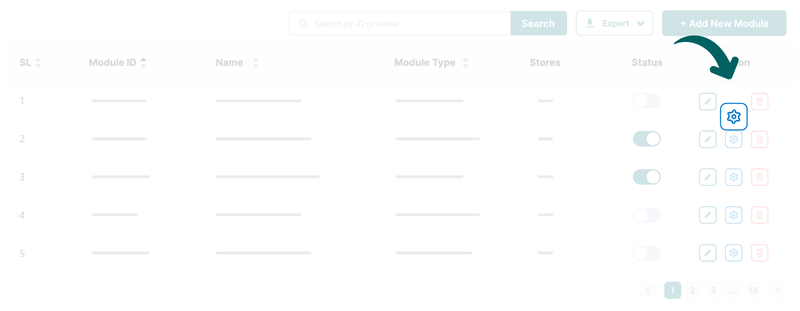 Search by ID or name Search Export + Add New Module
SL Module ID Name Module Type Stores Status on
1
2
3
4
5
1 2 3 ... 13